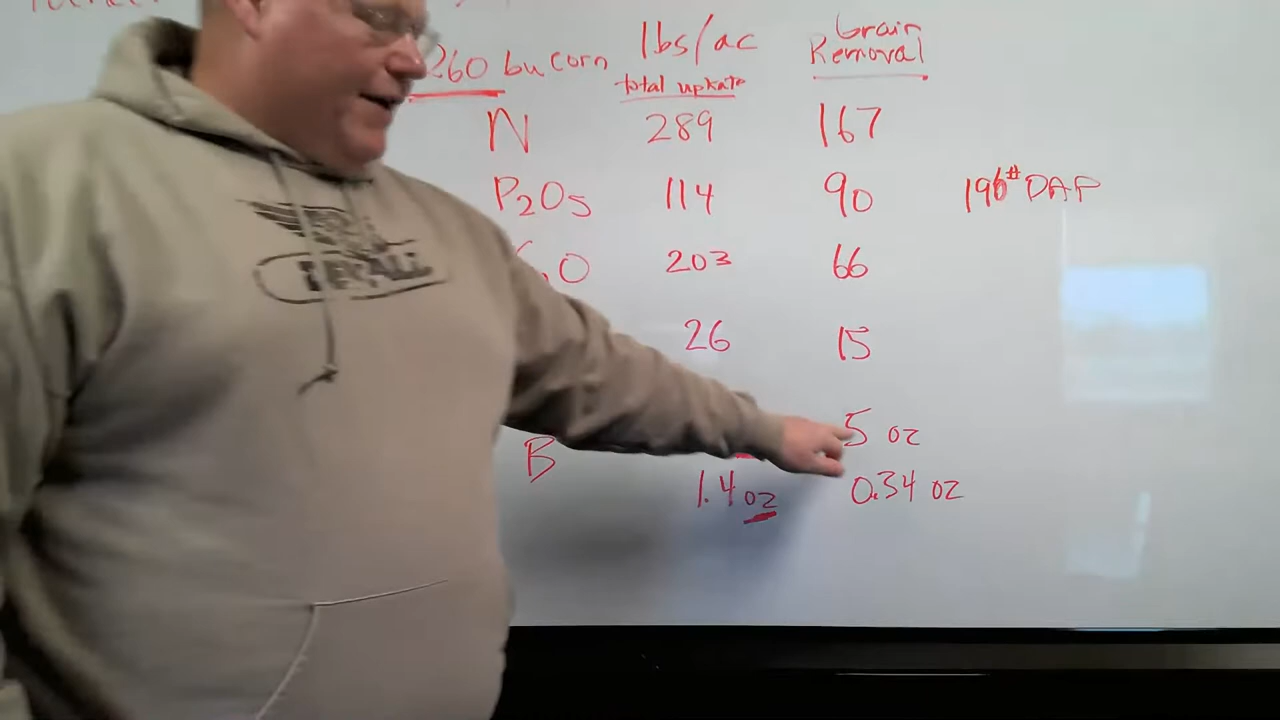 260 bu corn lbs/ac grain Removal
total upkate
N 289 167
P2O5 114 90 196# DAP
O 203 66
26 15
5 oz
B 1.4 oz 0.34 oz